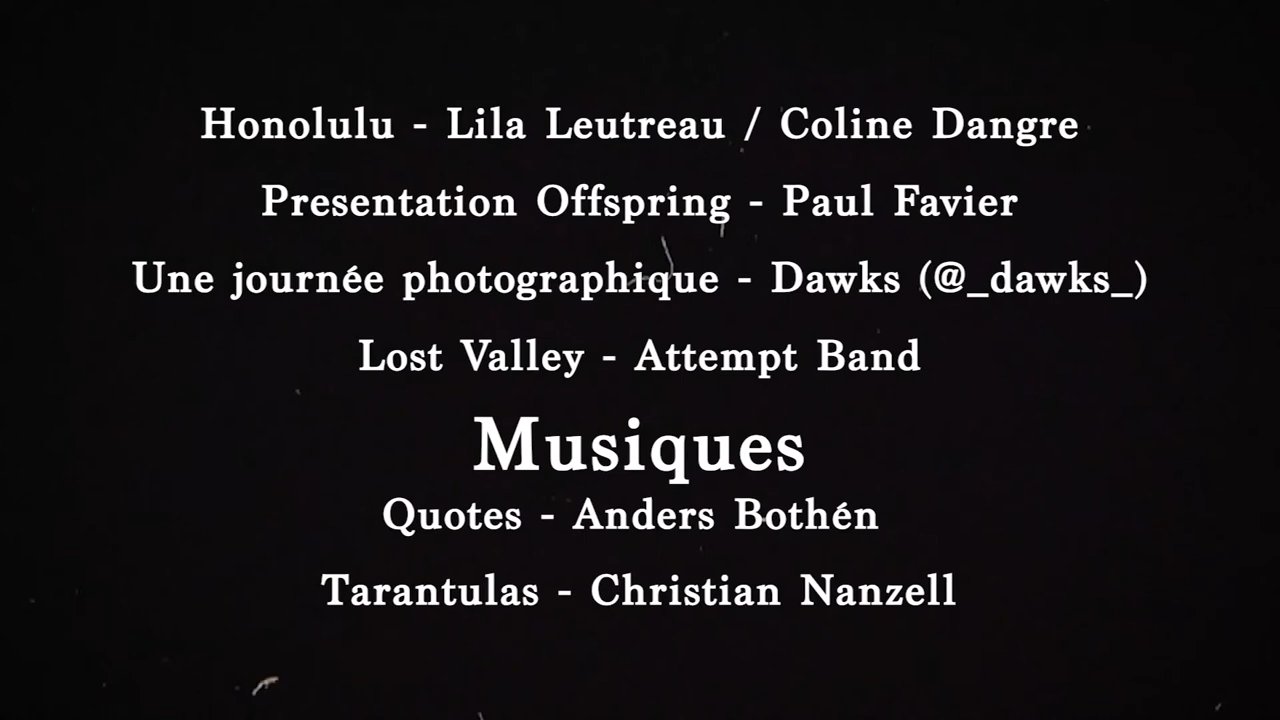 Honolulu - Lila Leutreau / Coline Dangre
Presentation Offspring - Paul Favier
Une journée photographique - Dawks (@_dawks_)
Lost Valley - Attempt Band
Musiques
Quotes - Anders Bothén
Tarantulas - Christian Nanzell